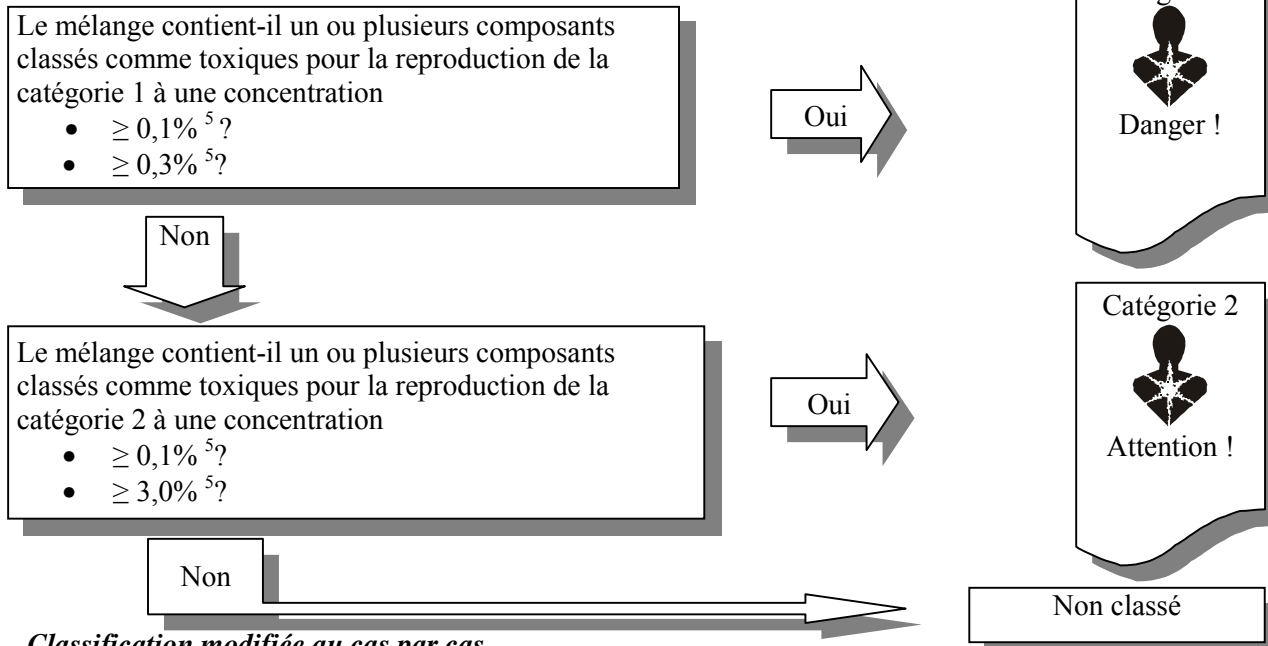 Le mélange contient-il un ou plusieurs composants
classés comme toxiques pour la reproduction de la
catégorie 1 à une concentration
• ≥ 0,1% 5 ?
• ≥ 0,3% 5?
Oui
Danger !
Non
Le mélange contient-il un ou plusieurs composants
classés comme toxiques pour la reproduction de la
catégorie 2 à une concentration
• ≥ 0,1% 5?
• ≥ 3,0% 5?
Oui
Catégorie 2
Attention !
Non
Non classé
Classification modifiée au cas par cas